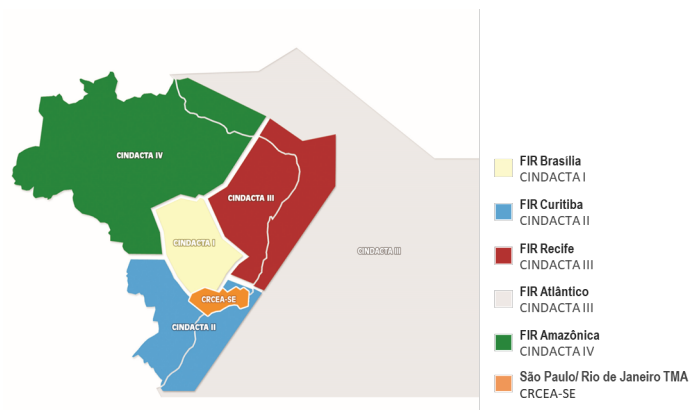 CINDACTA IV
CINDACTA III
CINDACTA I
CINDACTA III
CRCEA-SE
CINDACTA II
FIR Brasília
CINDACTA I
FIR Curitiba
CINDACTA II
FIR Recife
CINDACTA III
FIR Atlântico
CINDACTA III
FIR Amazônica
CINDACTA IV
São Paulo/ Rio de Janeiro TMA
CRCEA-SE